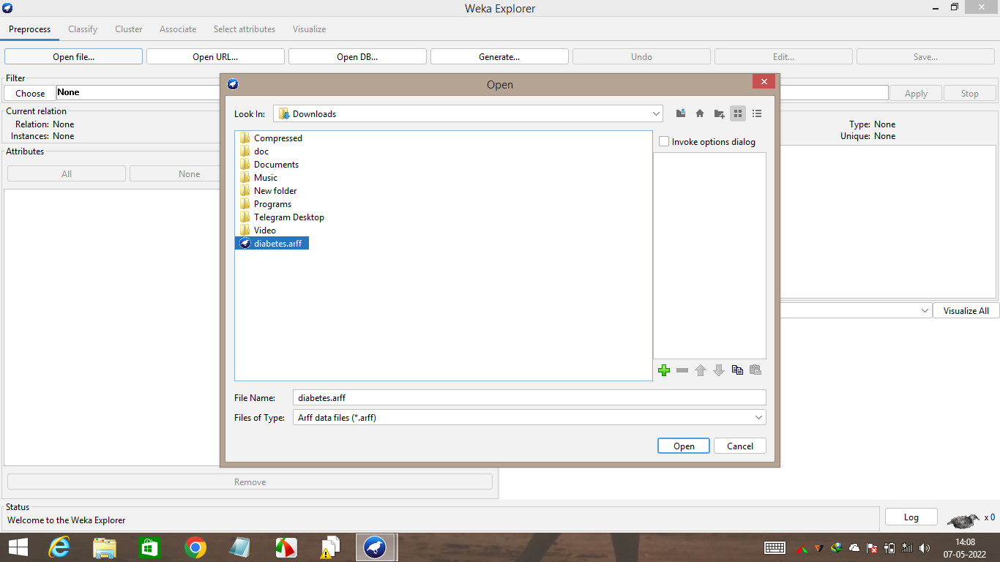 Weka Explorer
Preprocess Classify Cluster Associate Select attributes Visualize
Open file... Open URL... Open DB... Generate... Undo Edit... Save...
Filter
Choose None Apply Stop
Current relation
Relation: None
Instances: None
Type: None
Unique: None
Attributes
All None
Visualize All
Remove
Open
Look In: Downloads
Compressed
doc
Documents
Music
New folder
Programs
Telegram Desktop
Video
diabetes.arff
Invoke options dialog
File Name: diabetes.arff
Files of Type: Arff data files (*.arff)
Open Cancel
Status
Welcome to the Weka Explorer
Log x 0
14:08
07-05-2022